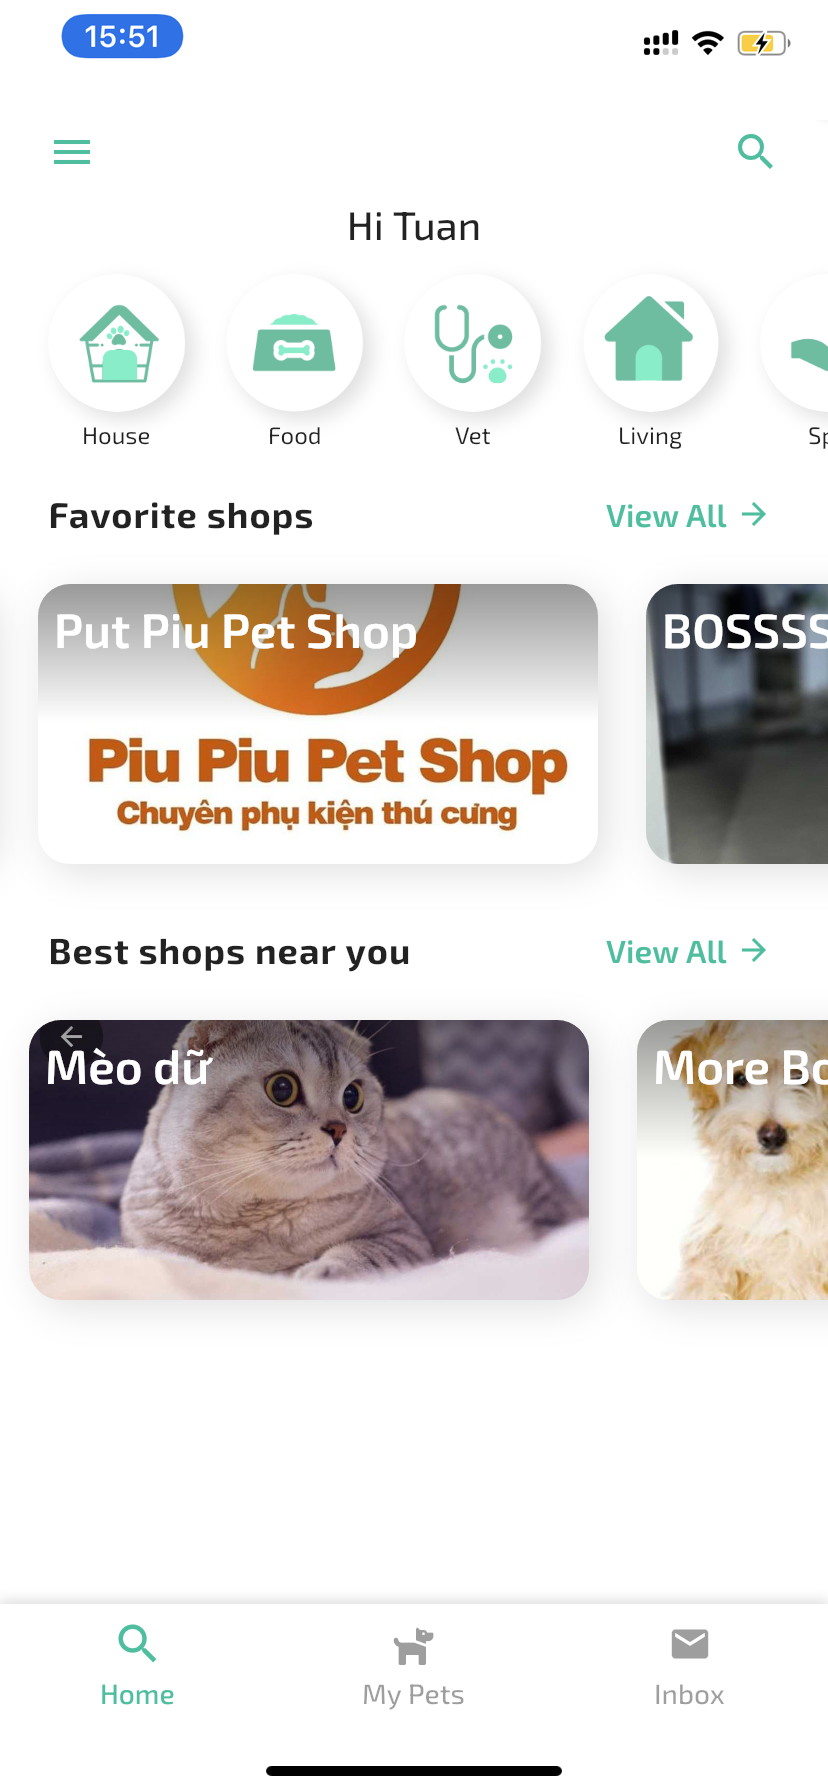 15:51
Hi Tuan
House
Food
Vet
Living
Sp
Favorite shops
View All
Put Piu Pet Shop
BOSSSS
Piu Piu Pet Shop
Chuyên phụ kiện thú cưng
Best shops near you
View All
Mèo dữ
More Bo
Home
My Pets
Inbox